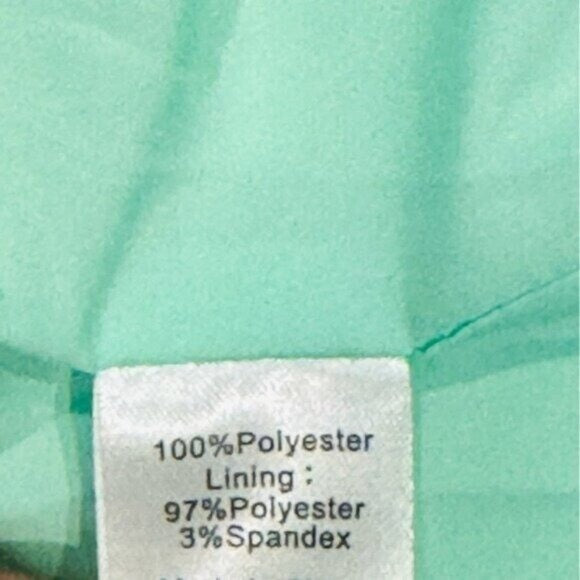 100%Polyester
Lining :
97%Polyester
3%Spandex